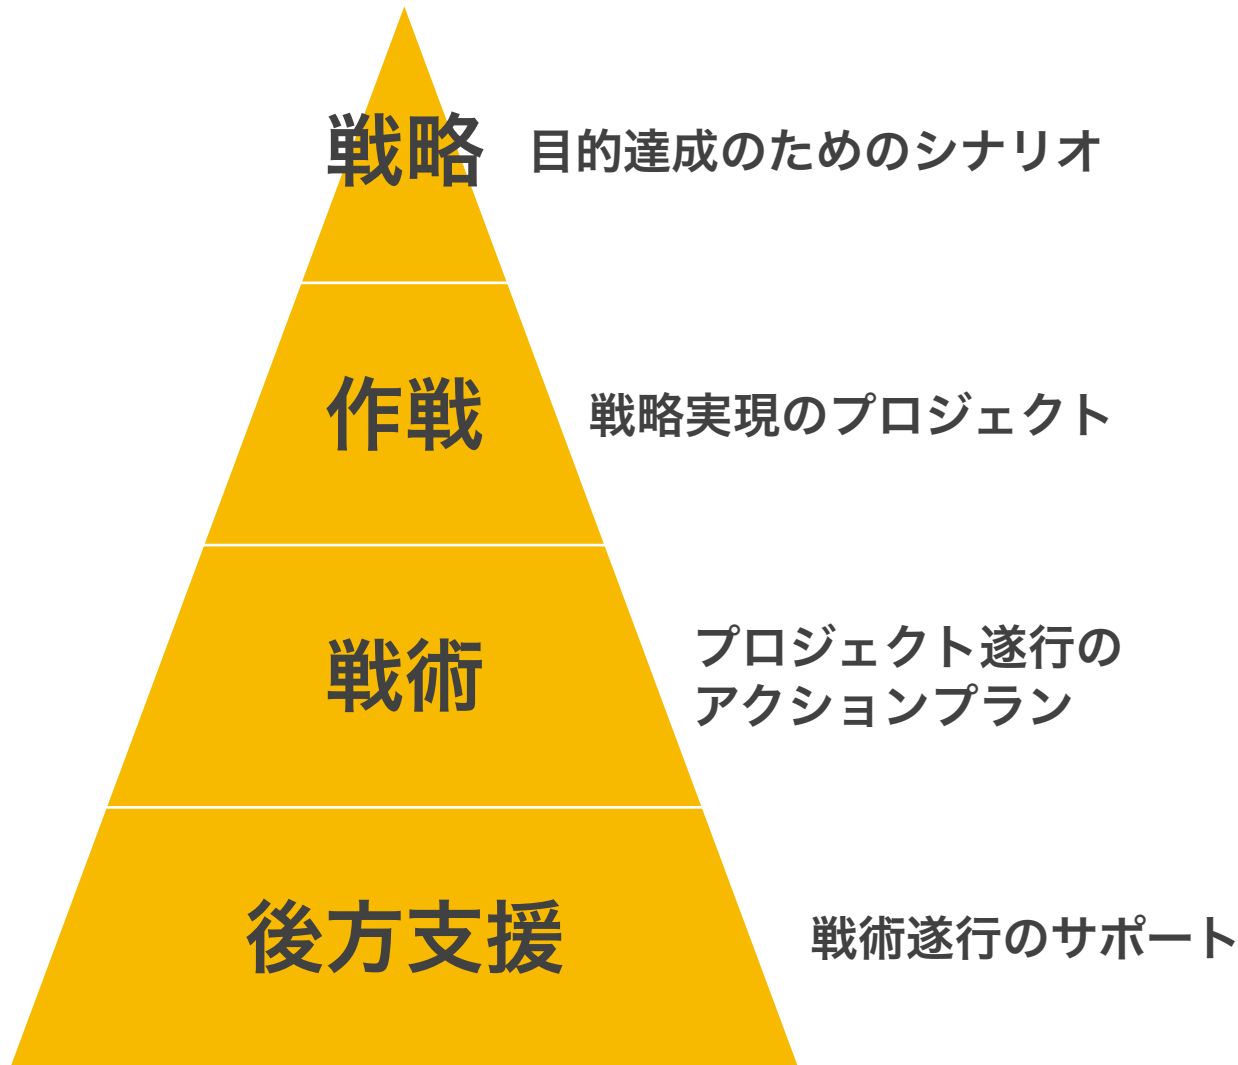 戦略
目的達成のためのシナリオ
作戦
戦略実現のプロジェクト
戦術
プロジェクト遂行の
アクションプラン
後方支援
戦術遂行のサポート